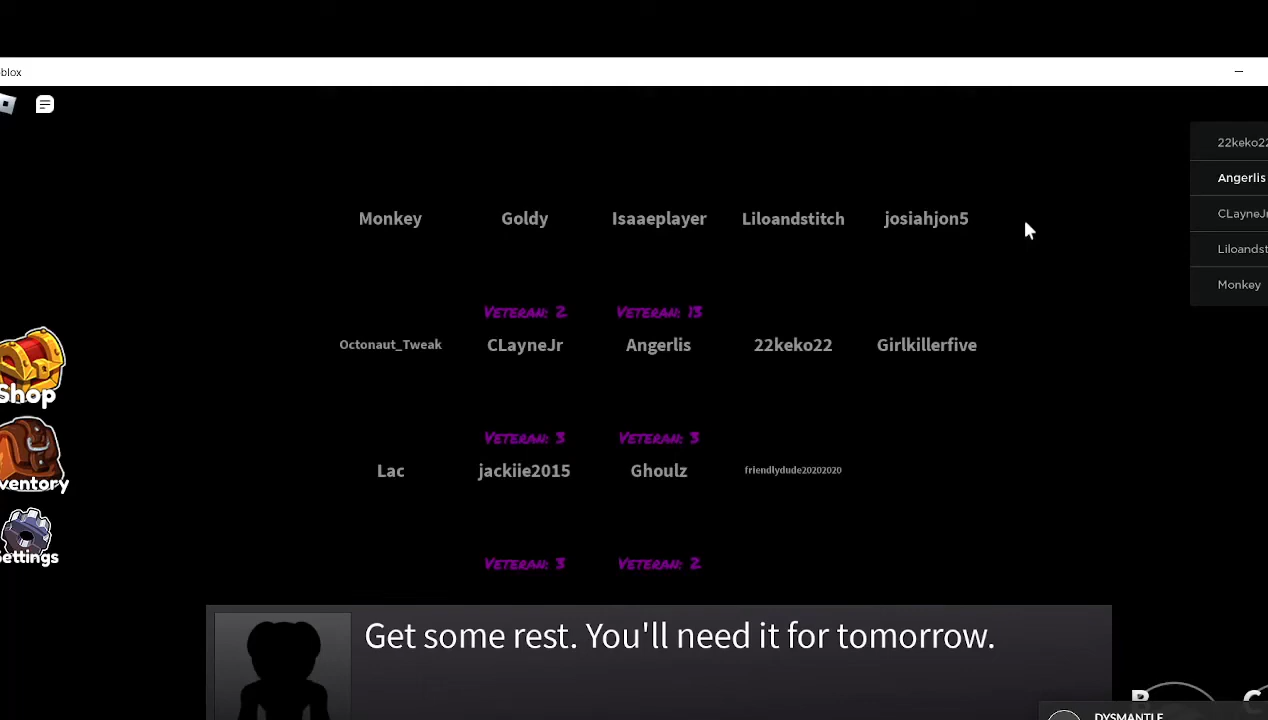 blox
22keko22
Angerlis
CLayneJr
Liloandst
Monkey
Monkey Goldy Isaaeplayer Liloandstitch josiahjon5
Veteran: 2 Veteran: 13
Octonaut_Tweak CLayneJr Angerlis 22keko22 Girlkillerfive
Veteran: 3 Veteran: 3
Lac jackiie2015 Ghoulz friendlydude20202020
Veteran: 3 Veteran: 2
Shop
ventory
ettings
Get some rest. You'll need it for tomorrow.
B C
DYSMANTLE